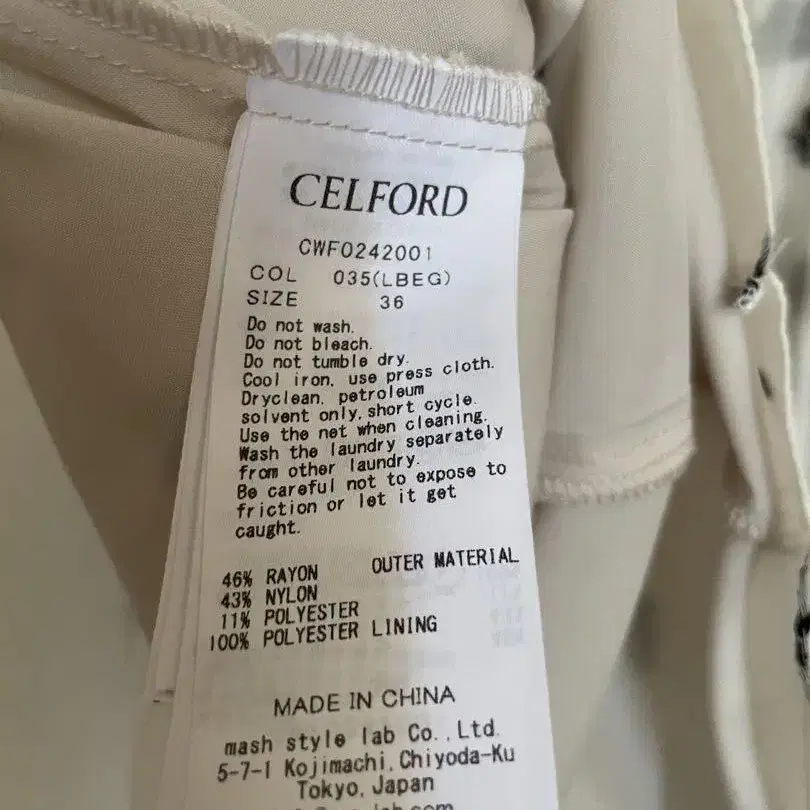 CELFORD
CWF0242001
COL 035(LBEG)
SIZE 36
Do not wash.
Do not bleach.
Do not tumble dry.
Cool iron, use press cloth.
Dryclean, petroleum
solvent only, short cycle.
Use the net when cleaning.
Wash the laundry separately
from other laundry.
Be careful not to expose to
friction or let it get
caught.
46% RAYON OUTER MATERIAL
43% NYLON
11% POLYESTER
100% POLYESTER LINING
MADE IN CHINA
mash style lab Co., Ltd.
5-7-1 Kojimachi, Chiyoda-Ku
Tokyo, Japan